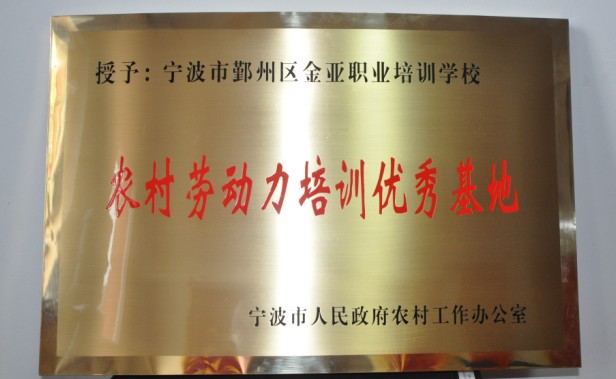 授予：宁波市鄞州区金亚职业培训学校
农村劳动力培训优秀基地
宁波市人民政府农村工作办公室